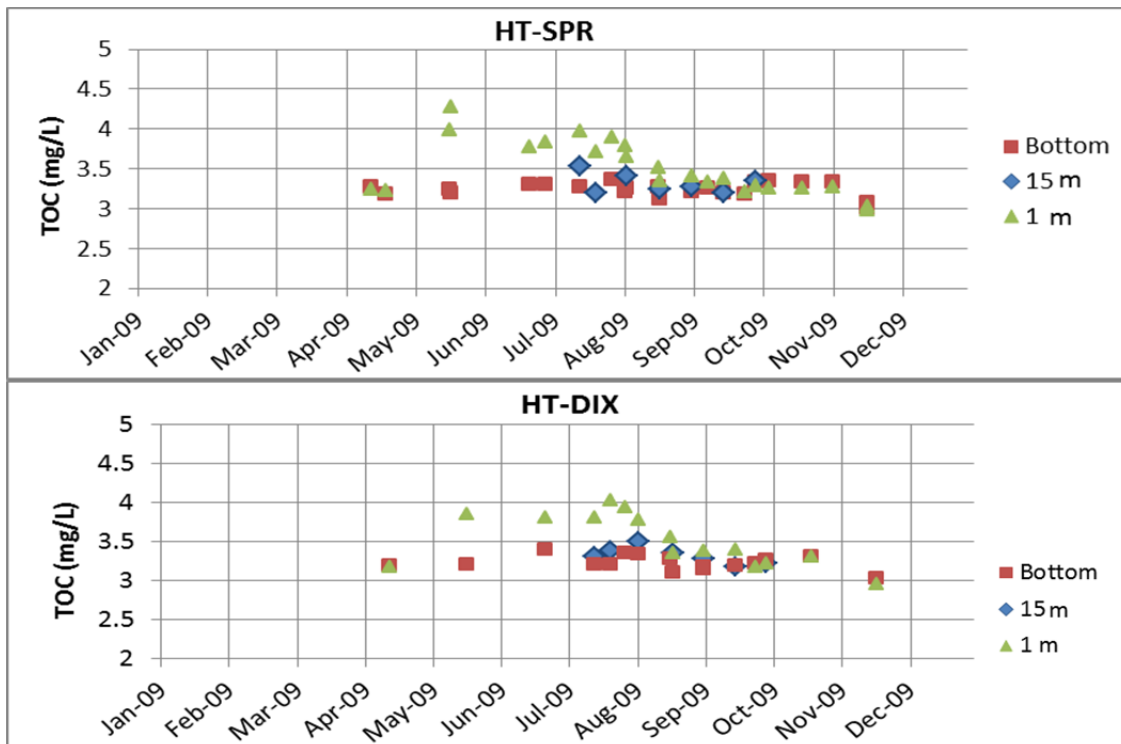 HT-SPR
5
4.5
4
3.5
3
2.5
2
TOC (mg/L)
Jan-09
Feb-09
Mar-09
Apr-09
May-09
Jun-09
Jul-09
Aug-09
Sep-09
Oct-09
Nov-09
Dec-09
Bottom
15 m
1 m
HT-DIX
5
4.5
4
3.5
3
2.5
2
TOC (mg/L)
Jan-09
Feb-09
Mar-09
Apr-09
May-09
Jun-09
Jul-09
Aug-09
Sep-09
Oct-09
Nov-09
Dec-09
Bottom
15 m
1 m